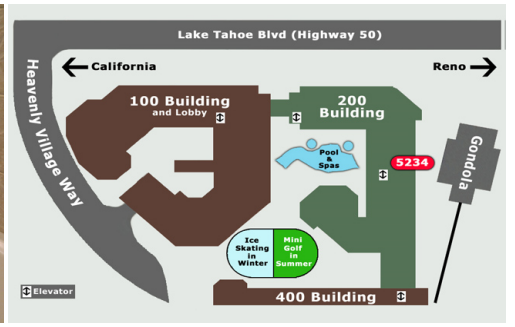 Lake Tahoe Blvd (Highway 50)
California
Reno
Heavenly Village Way
100 Building
and Lobby
200
Building
Pool
&
Spas
5234
Gondola
Ice
Skating
in
Winter
Mini
Golf
in
Summer
Elevator
400 Building